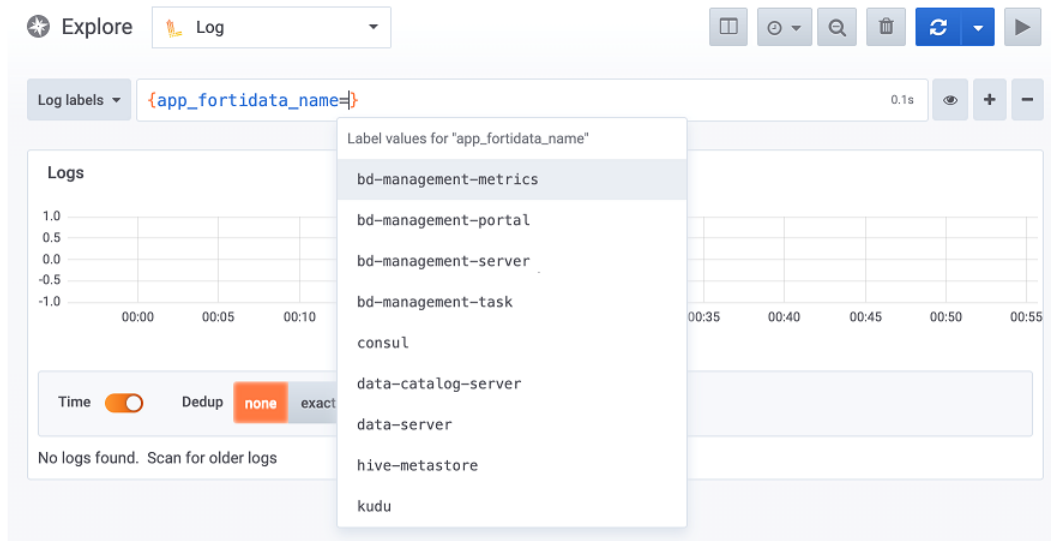 Explore Log
Log labels {app_fortidata_name=} 0.1s
Label values for "app_fortidata_name"
bd-management-metrics
bd-management-portal
bd-management-server
bd-management-task
consul
data-catalog-server
data-server
hive-metastore
kudu
Logs
1.0
0.5
0.0
-0.5
-1.0
00:00 00:05 00:10 00:35 00:40 00:45 00:50 00:55
Time Dedup none exact
No logs found. Scan for older logs